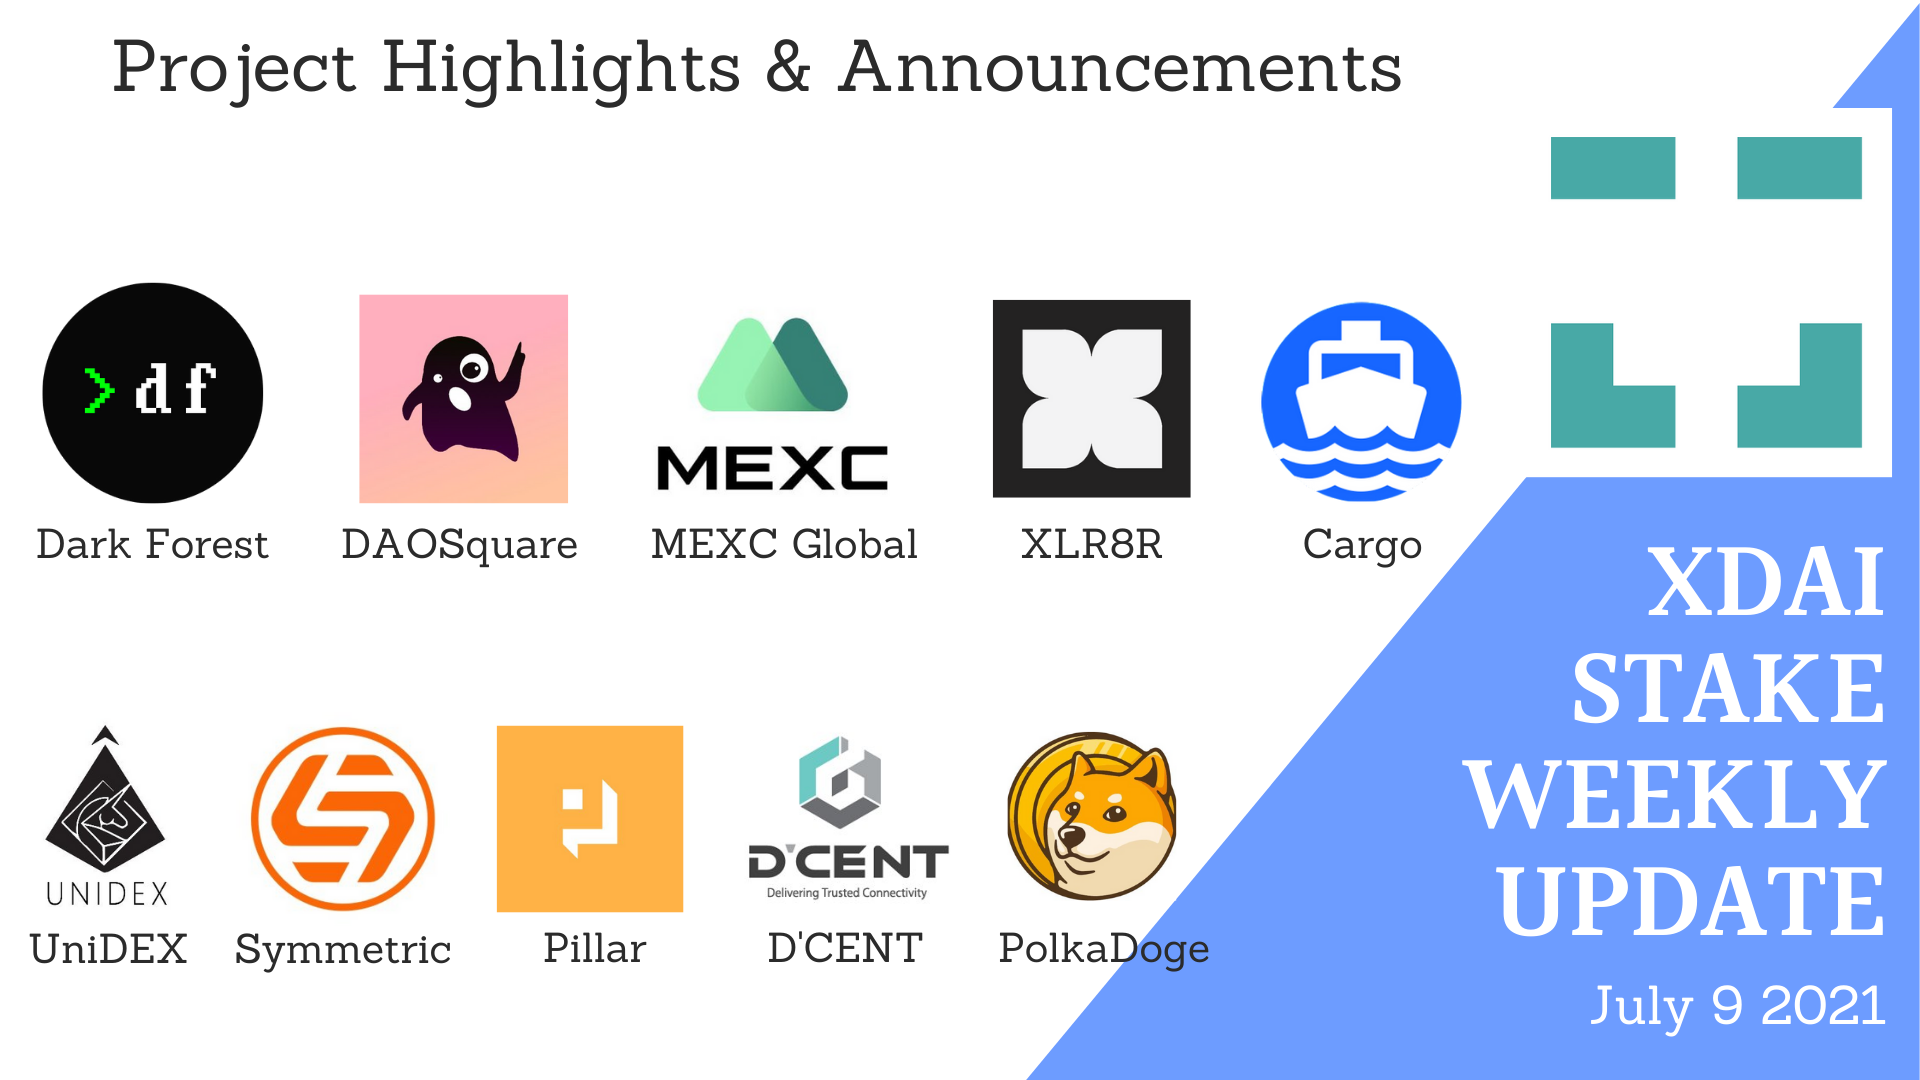 Project Highlights & Announcements
>df
MEXC
Dark Forest
DAOSquare
MEXC Global
XLR8R
Cargo
UNIDEX
D'CENT
Delivering Trusted Connectivity
UniDEX
Symmetric
Pillar
D'CENT
PolkaDoge
XDAI
STAKE
WEEKLY
UPDATE
July 9 2021